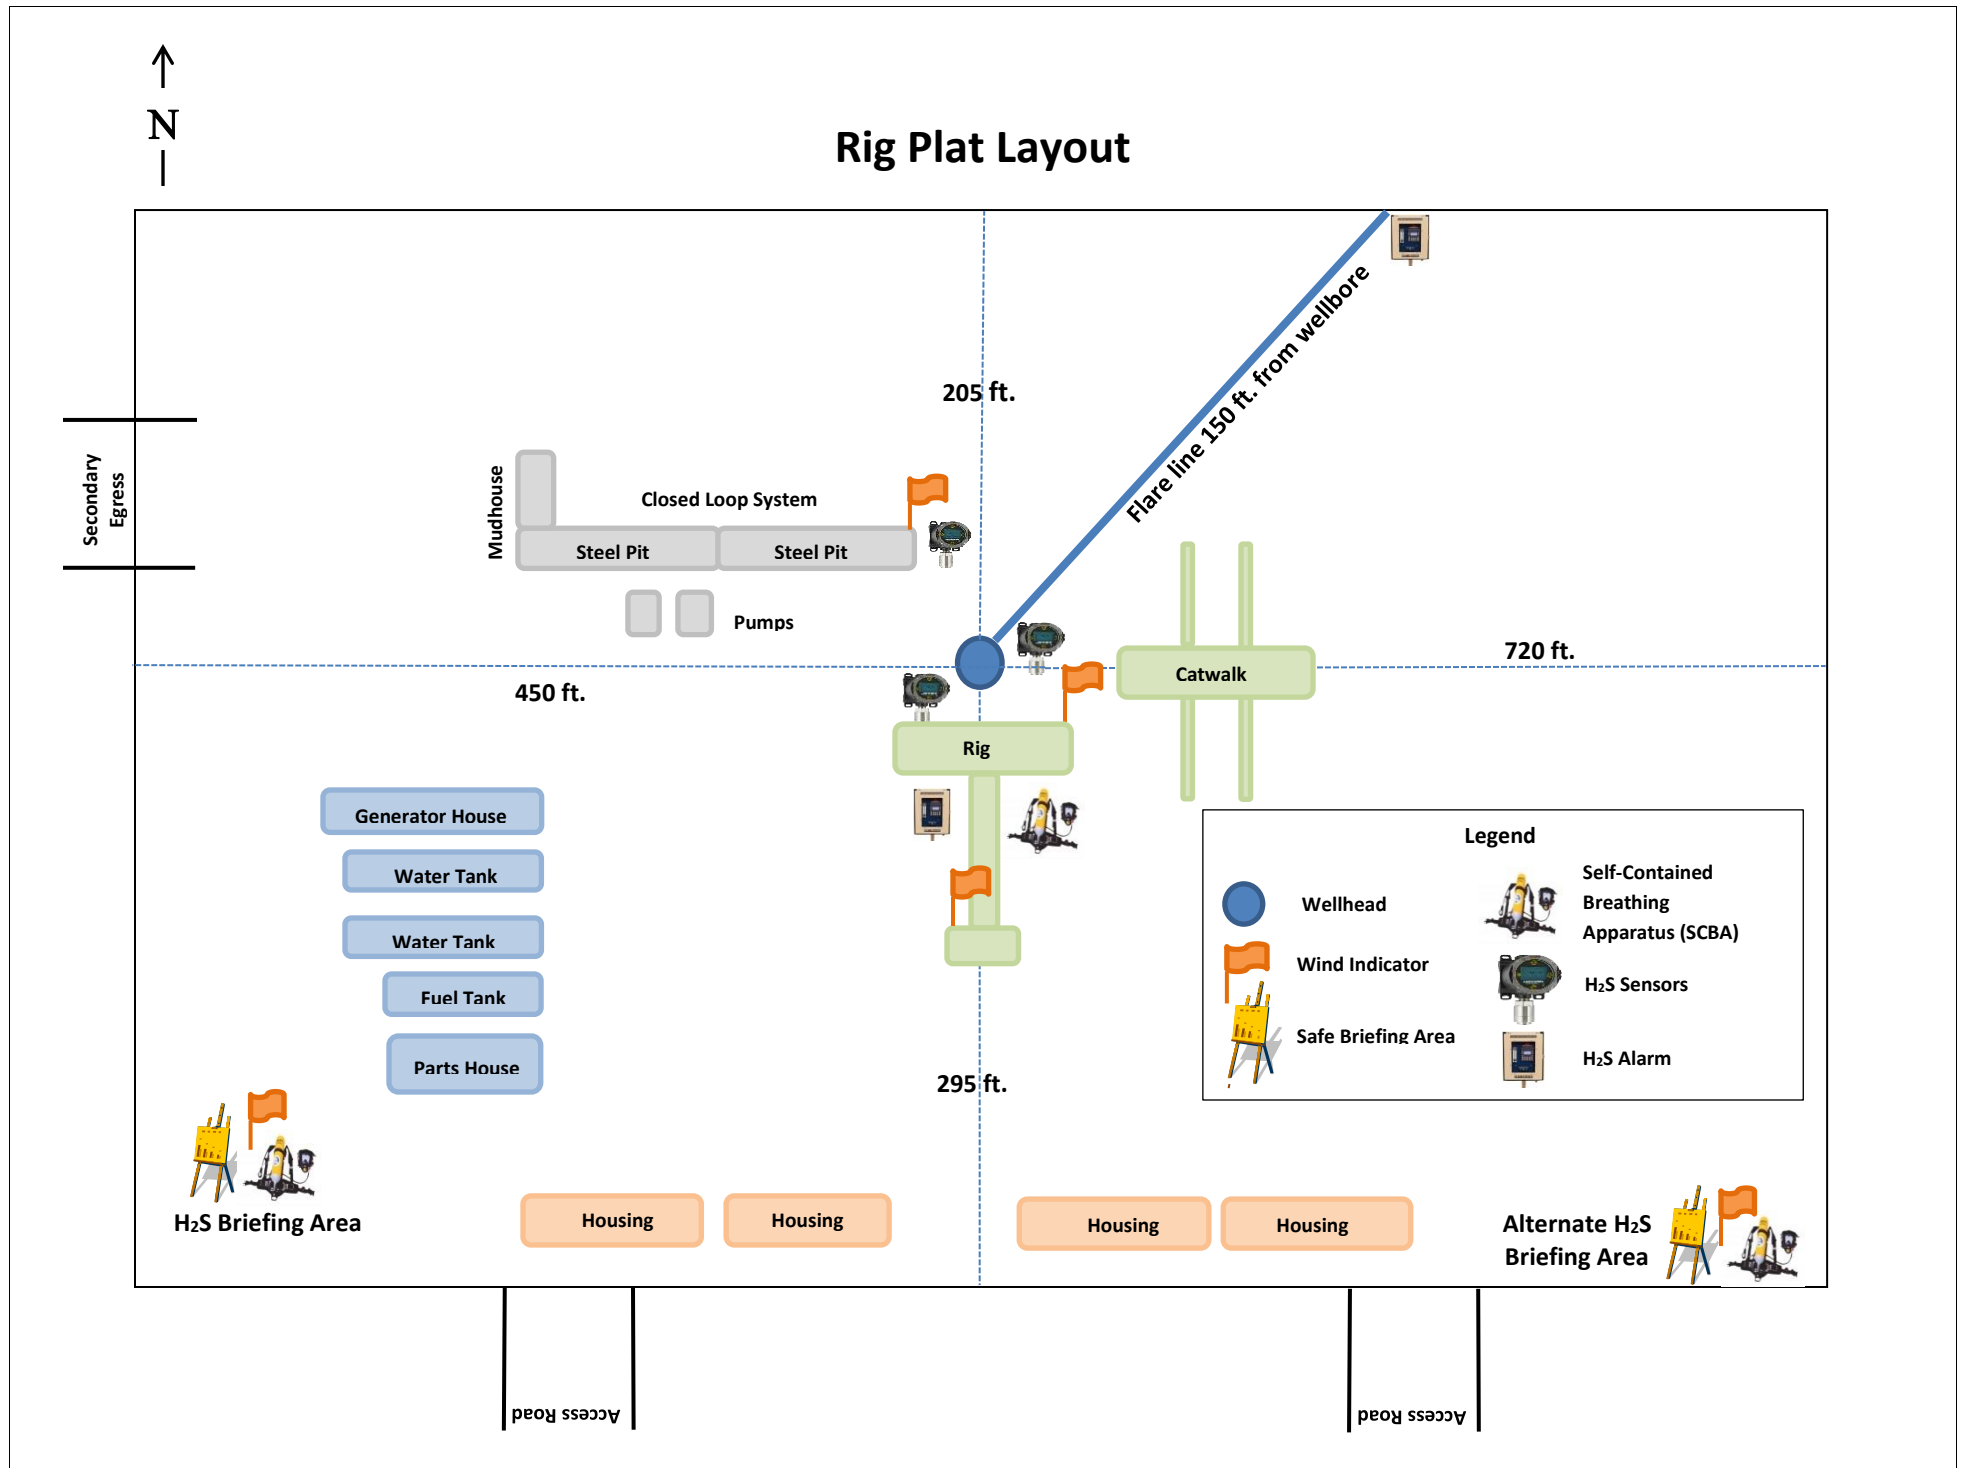 N
Rig Plat Layout
Flare line 150 ft. from wellbore
205 ft.
Secondary
Egress
Mudhouse
Closed Loop System
Steel Pit
Steel Pit
Pumps
720 ft.
Catwalk
450 ft.
Rig
Generator House
Water Tank
Water Tank
Fuel Tank
Parts House
Legend
Wellhead
Wind Indicator
Safe Briefing Area
Self-Contained
Breathing
Apparatus (SCBA)
H2S Sensors
H2S Alarm
295 ft.
H2S Briefing Area
Housing
Housing
Housing
Housing
Alternate H2S
Briefing Area
Access Road
Access Road